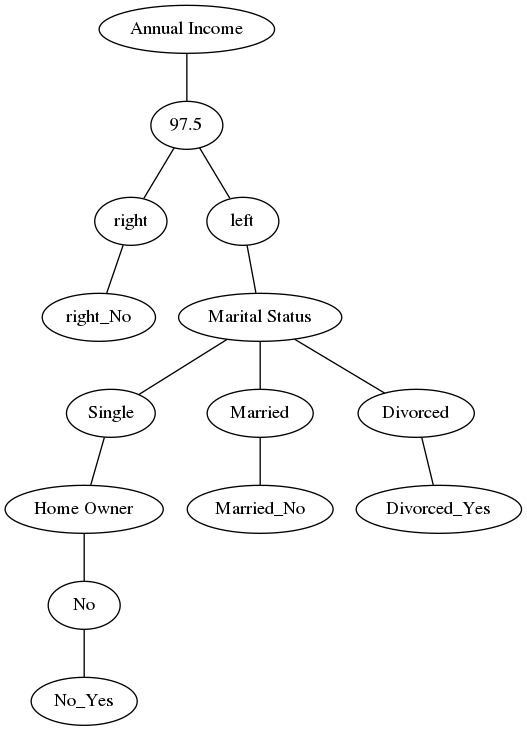 Annual Income
97.5
right
left
right_No
Marital Status
Single
Married
Divorced
Home Owner
Married_No
Divorced_Yes
No
No_Yes